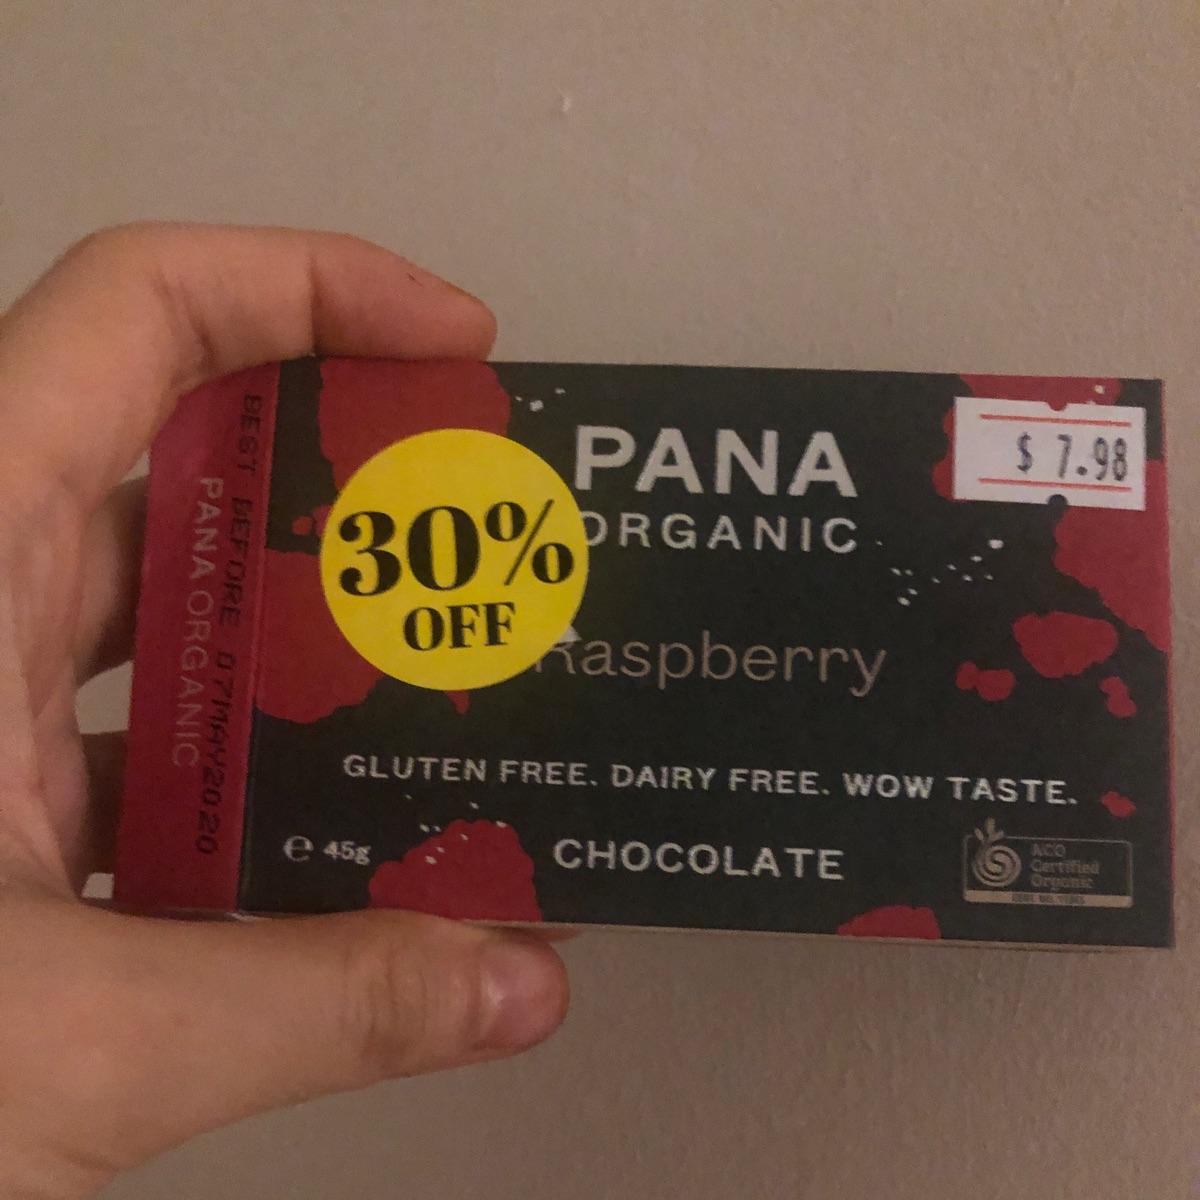 BEST BEFORE 07MAY2020
PANA ORGANIC
30%
OFF
PANA
ORGANIC
$ 7.98
Raspberry
GLUTEN FREE. DAIRY FREE. WOW TASTE.
e 45g
CHOCOLATE
ACO
Certified
Organic